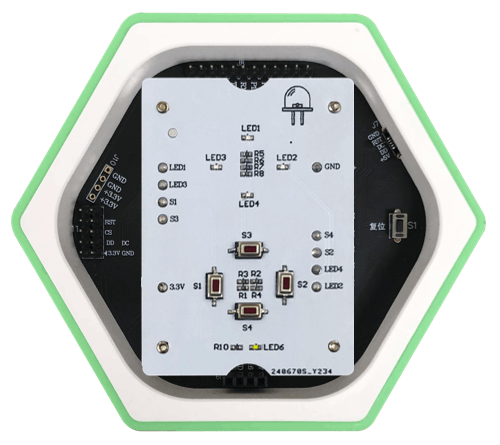 LED1
LED3
LED2
R5
R6
R7
R8
LED4
LED1
LED3
S1
S3
3.3V
GND
S4
S2
LED4
LED2
S3
S1
R3 R2
R1 R4
S2
S4
R10
LED6
240670S_Y234
GND
+3.3V
+3.3V
RST
CS
DD DC
+3.3V GND
复位
S1